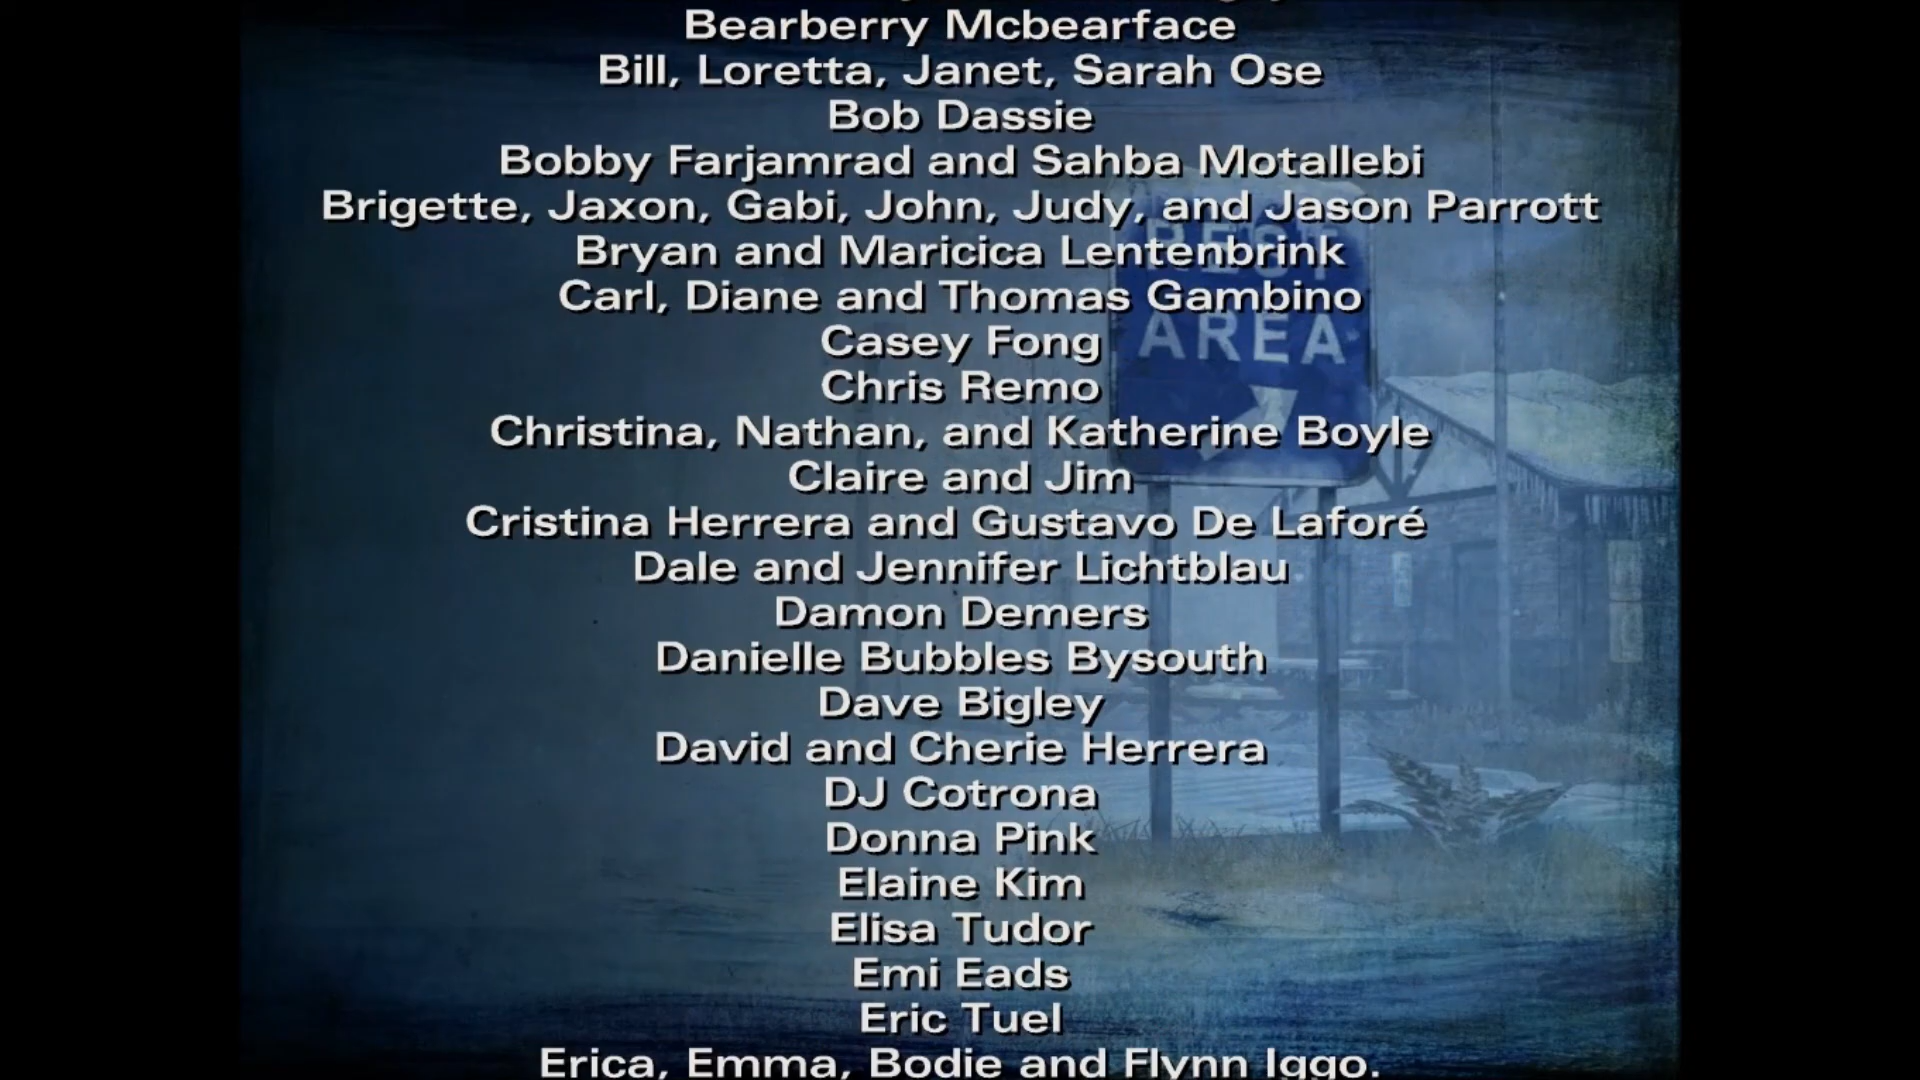 Bearberry Mcbearface
Bill, Loretta, Janet, Sarah Ose
Bob Dassie
Bobby Farjamrad and Sahba Motallebi
Brigette, Jaxon, Gabi, John, Judy, and Jason Parrott
Bryan and Maricica Lentenbrink
Carl, Diane and Thomas Gambino
Casey Fong
Chris Remo
Christina, Nathan, and Katherine Boyle
Claire and Jim
Cristina Herrera and Gustavo De Laforé
Dale and Jennifer Lichtblau
Damon Demers
Danielle Bubbles Bysouth
Dave Bigley
David and Cherie Herrera
DJ Cotrona
Donna Pink
Elaine Kim
Elisa Tudor
Emi Eads
Eric Tuel
Erica, Emma, Bodie and Flynn Iggo.
REST
AREA